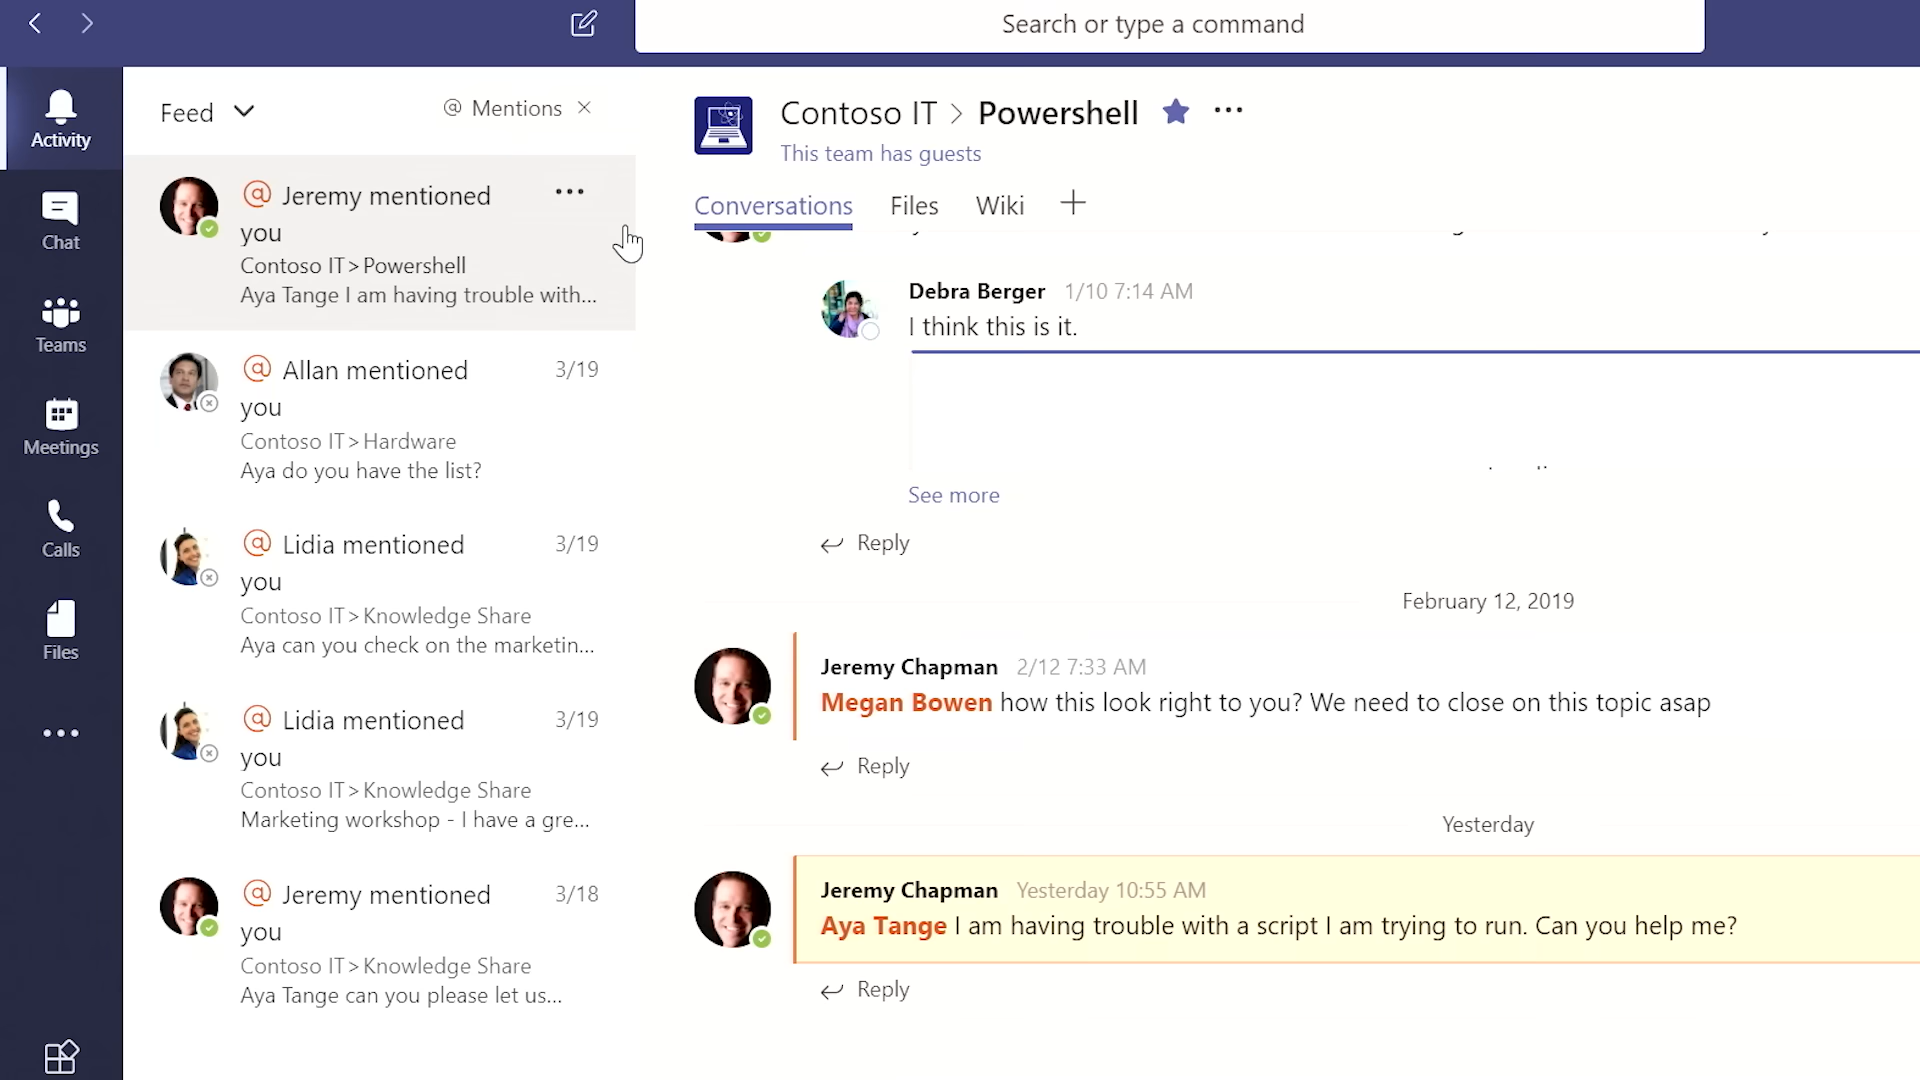 Search or type a command
Activity
Chat
Teams
Meetings
Calls
Files
Feed
@ Mentions
@ Jeremy mentioned
you
Contoso IT > Powershell
Aya Tange I am having trouble with...
@ Allan mentioned 3/19
you
Contoso IT > Hardware
Aya do you have the list?
@ Lidia mentioned 3/19
you
Contoso IT > Knowledge Share
Aya can you check on the marketin...
@ Lidia mentioned 3/19
you
Contoso IT > Knowledge Share
Marketing workshop - I have a gre...
@ Jeremy mentioned 3/18
you
Contoso IT > Knowledge Share
Aya Tange can you please let us...
Contoso IT > Powershell
This team has guests
Conversations Files Wiki
Debra Berger 1/10 7:14 AM
I think this is it.
See more
Reply
February 12, 2019
Jeremy Chapman 2/12 7:33 AM
Megan Bowen how this look right to you? We need to close on this topic asap
Reply
Yesterday
Jeremy Chapman Yesterday 10:55 AM
Aya Tange I am having trouble with a script I am trying to run. Can you help me?
Reply